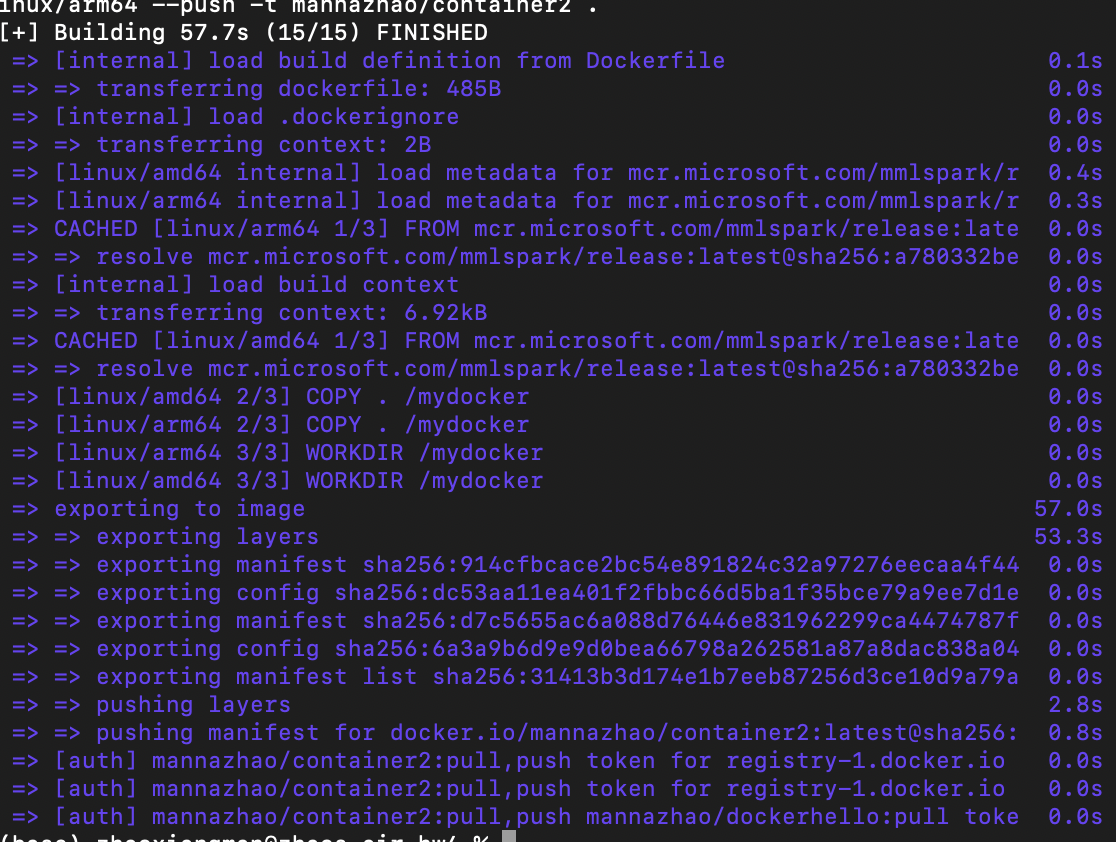 inux/arm64 --push -t mannazhao/container2 .
[+] Building 57.7s (15/15) FINISHED
=> [internal] load build definition from Dockerfile 0.1s
=> => transferring dockerfile: 485B 0.0s
=> [internal] load .dockerignore 0.0s
=> => transferring context: 2B 0.0s
=> [linux/amd64 internal] load metadata for mcr.microsoft.com/mmlspark/r 0.4s
=> [linux/arm64 internal] load metadata for mcr.microsoft.com/mmlspark/r 0.3s
=> CACHED [linux/arm64 1/3] FROM mcr.microsoft.com/mmlspark/release:late 0.0s
=> => resolve mcr.microsoft.com/mmlspark/release:latest@sha256:a780332be 0.0s
=> [internal] load build context 0.0s
=> => transferring context: 6.92kB 0.0s
=> CACHED [linux/amd64 1/3] FROM mcr.microsoft.com/mmlspark/release:late 0.0s
=> => resolve mcr.microsoft.com/mmlspark/release:latest@sha256:a780332be 0.0s
=> [linux/amd64 2/3] COPY . /mydocker 0.0s
=> [linux/arm64 2/3] COPY . /mydocker 0.0s
=> [linux/arm64 3/3] WORKDIR /mydocker 0.0s
=> [linux/amd64 3/3] WORKDIR /mydocker 0.0s
=> exporting to image 57.0s
=> => exporting layers 53.3s
=> => exporting manifest sha256:914cfbcace2bc54e891824c32a97276eecaa4f44 0.0s
=> => exporting config sha256:dc53aa11ea401f2fbbc66d5ba1f35bce79a9ee7d1e 0.0s
=> => exporting manifest sha256:d7c5655ac6a088d76446e831962299ca4474787f 0.0s
=> => exporting config sha256:6a3a9b6d9e9d0bea66798a262581a87a8dac838a04 0.0s
=> => exporting manifest list sha256:31413b3d174e1b7eeb87256d3ce10d9a79a 0.0s
=> => pushing layers 2.8s
=> => pushing manifest for docker.io/mannazhao/container2:latest@sha256: 0.8s
=> [auth] mannazhao/container2:pull,push token for registry-1.docker.io 0.0s
=> [auth] mannazhao/container2:pull,push token for registry-1.docker.io 0.0s
=> [auth] mannazhao/container2:pull,push mannazhao/dockerhello:pull toke 0.0s